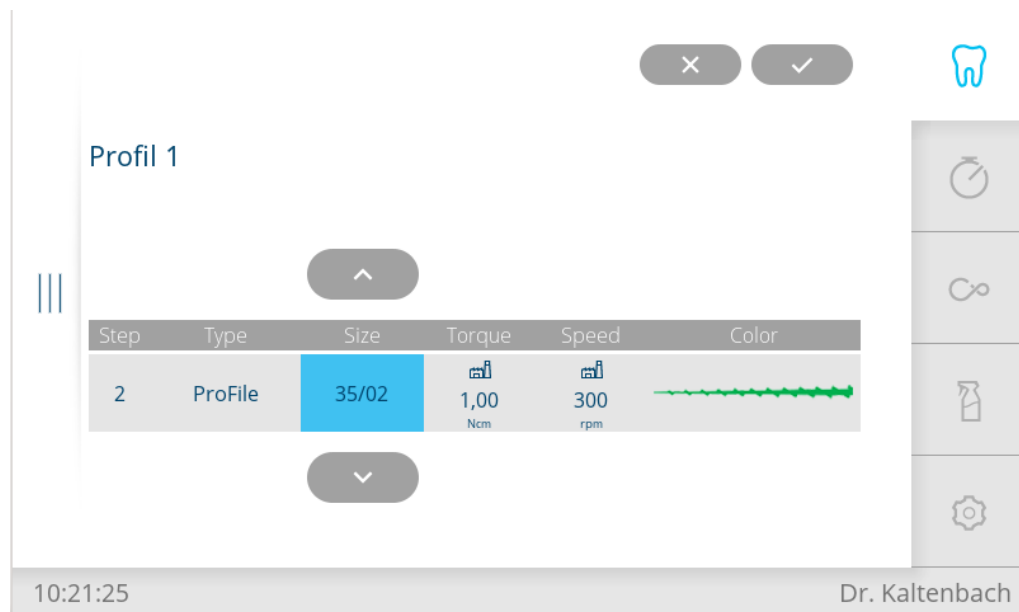 Profil 1
Step Type Size Torque Speed Color
2 ProFile 35/02 1,00 Ncm 300 rpm
10:21:25 Dr. Kaltenbach